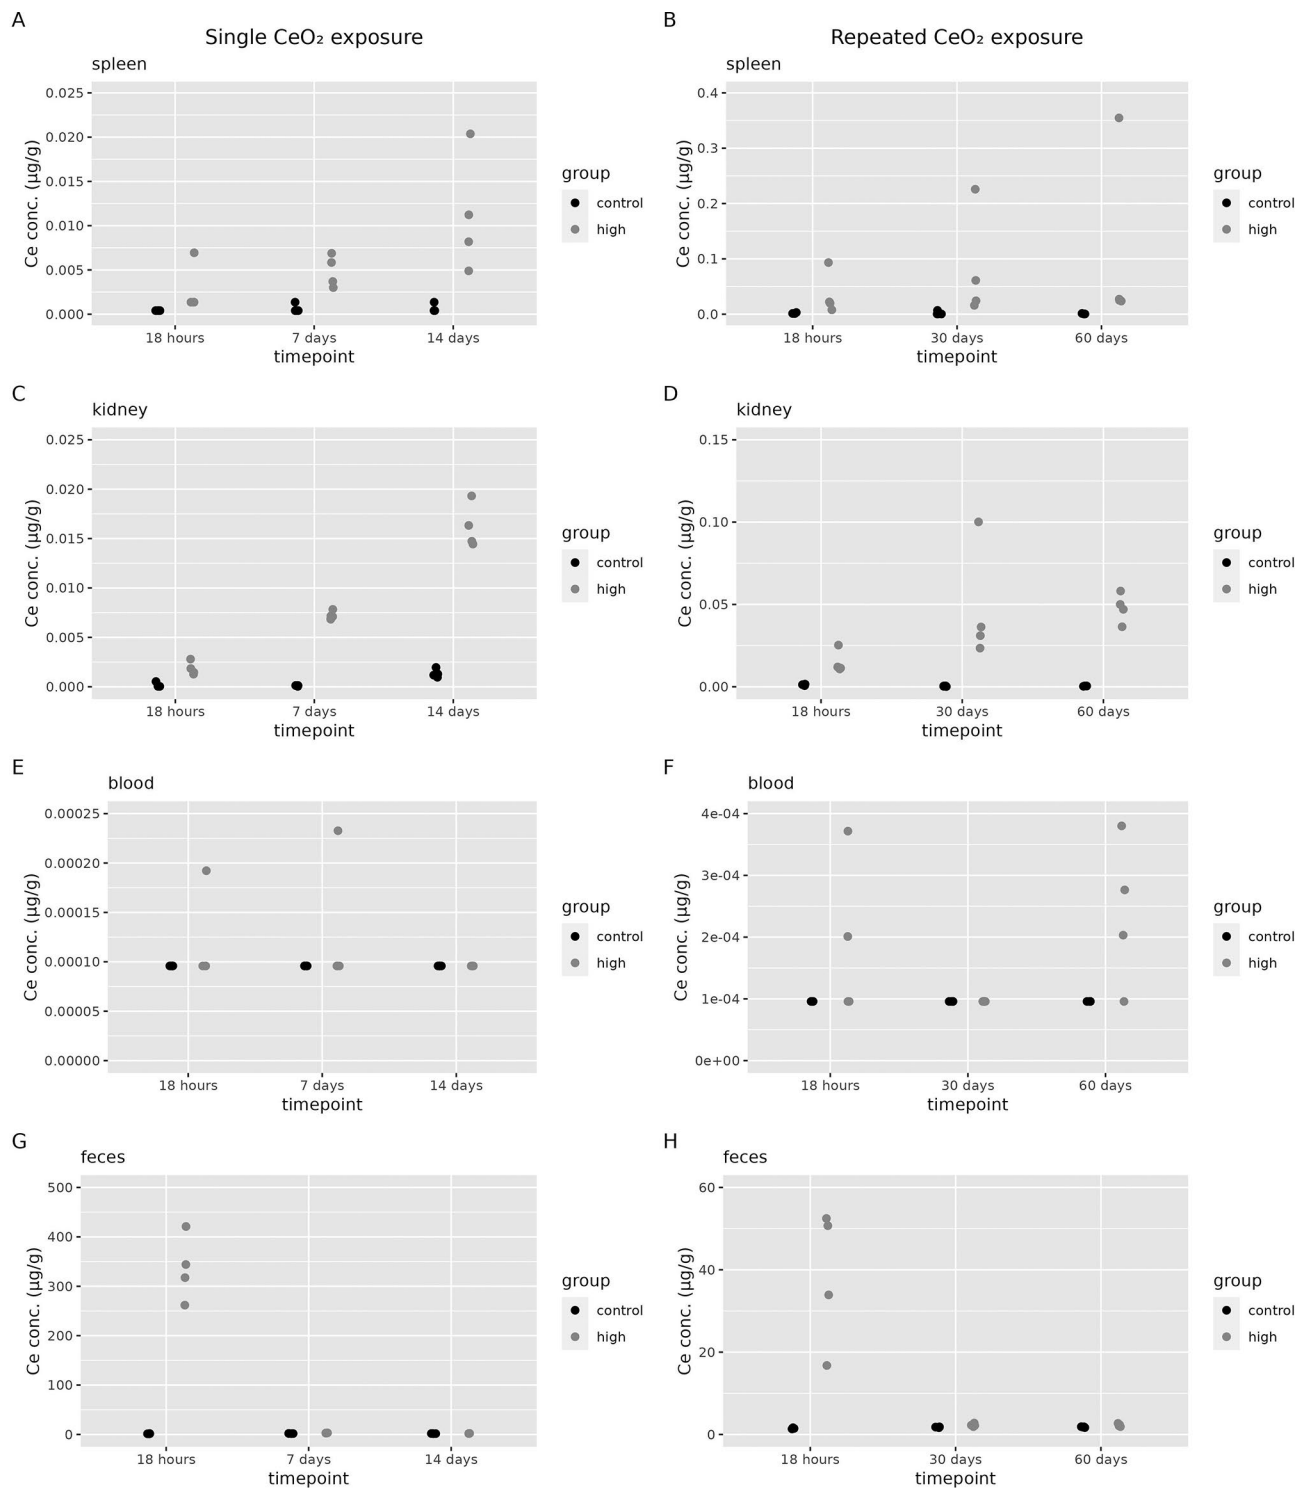 A
Single CeO₂ exposure
spleen
Ce conc. (µg/g)
0.025
0.020
0.015
0.010
0.005
0.000
18 hours 7 days 14 days
timepoint
group
control
high
B
Repeated CeO₂ exposure
spleen
Ce conc. (µg/g)
0.4
0.3
0.2
0.1
0.0
18 hours 30 days 60 days
timepoint
group
control
high
C
kidney
Ce conc. (µg/g)
0.025
0.020
0.015
0.010
0.005
0.000
18 hours 7 days 14 days
timepoint
group
control
high
D
kidney
Ce conc. (µg/g)
0.15
0.10
0.05
0.00
18 hours 30 days 60 days
timepoint
group
control
high
E
blood
Ce conc. (µg/g)
0.00025
0.00020
0.00015
0.00010
0.00005
0.00000
18 hours 7 days 14 days
timepoint
group
control
high
F
blood
Ce conc. (µg/g)
4e-04
3e-04
2e-04
1e-04
0e+00
18 hours 30 days 60 days
timepoint
group
control
high
G
feces
Ce conc. (µg/g)
500
400
300
200
100
0
18 hours 7 days 14 days
timepoint
group
control
high
H
feces
Ce conc. (µg/g)
60
40
20
0
18 hours 30 days 60 days
timepoint
group
control
high